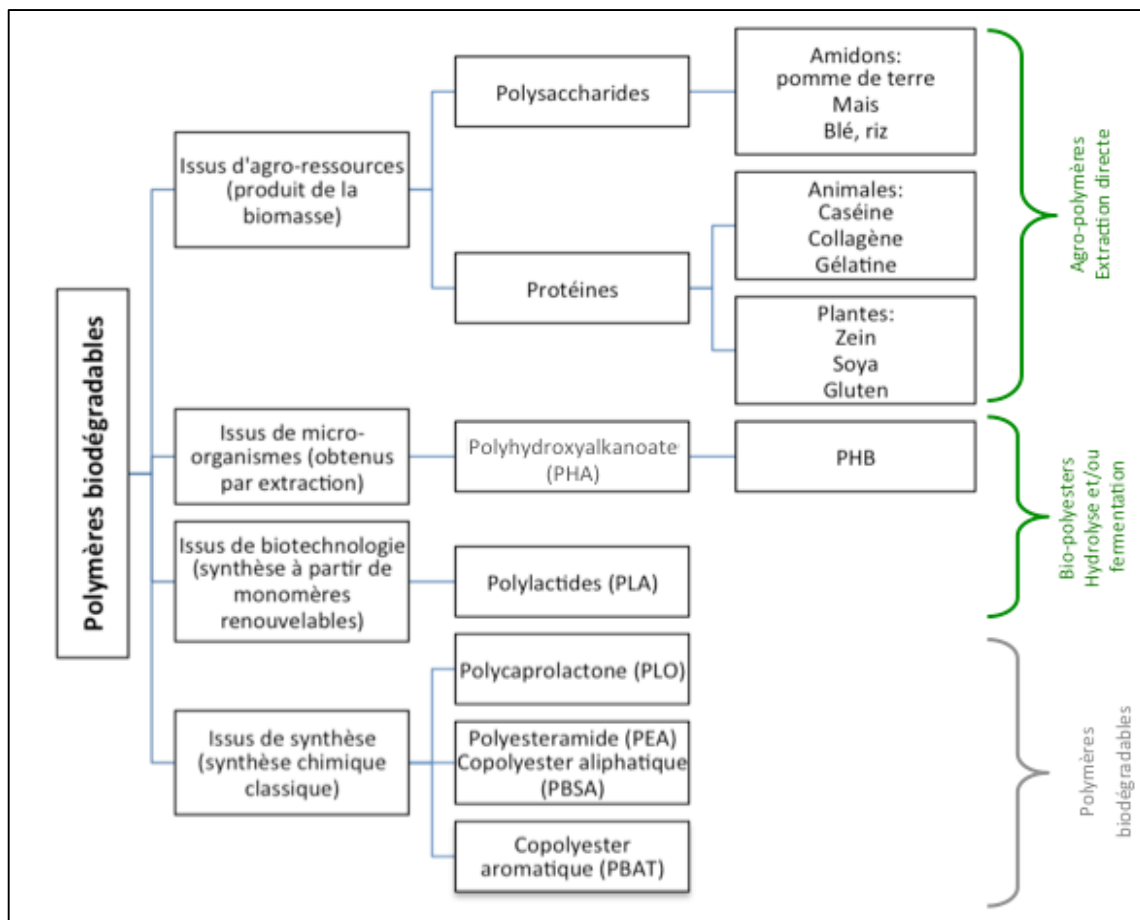 Polymères biodégradables
Issus d'agro-ressources
(produit de la
biomasse)
Polysaccharides
Amidons:
pomme de terre
Mais
Blé, riz
Protéines
Animales:
Caséine
Collagène
Gélatine
Plantes:
Zein
Soya
Gluten
Agro-polymères
Extraction directe
Issus de micro-
organismes (obtenus
par extraction)
Polyhydroxyalkanoate
(PHA)
PHB
Issus de biotechnologie
(synthèse à partir de
monomères
renouvelables)
Polylactides (PLA)
Bio-polyesters
Hydrolyse et/ou
fermentation
Issus de synthèse
(synthèse chimique
classique)
Polycaprolactone (PLO)
Polyesteramide (PEA)
Copolyester aliphatique
(PBSA)
Copolyester
aromatique (PBAT)
Polymères
biodégradables